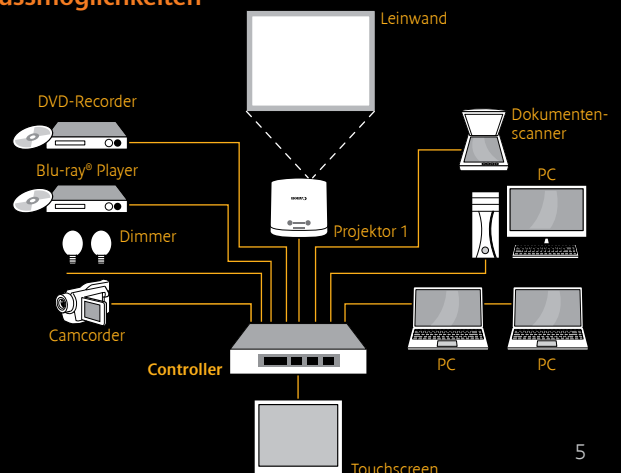 ussmöglichkeiten
Leinwand
DVD-Recorder
Dokumenten-
scanner
Blu-ray® Player
PC
Canon
Dimmer
Projektor 1
Camcorder
Controller
PC
PC
Touchscreen
5